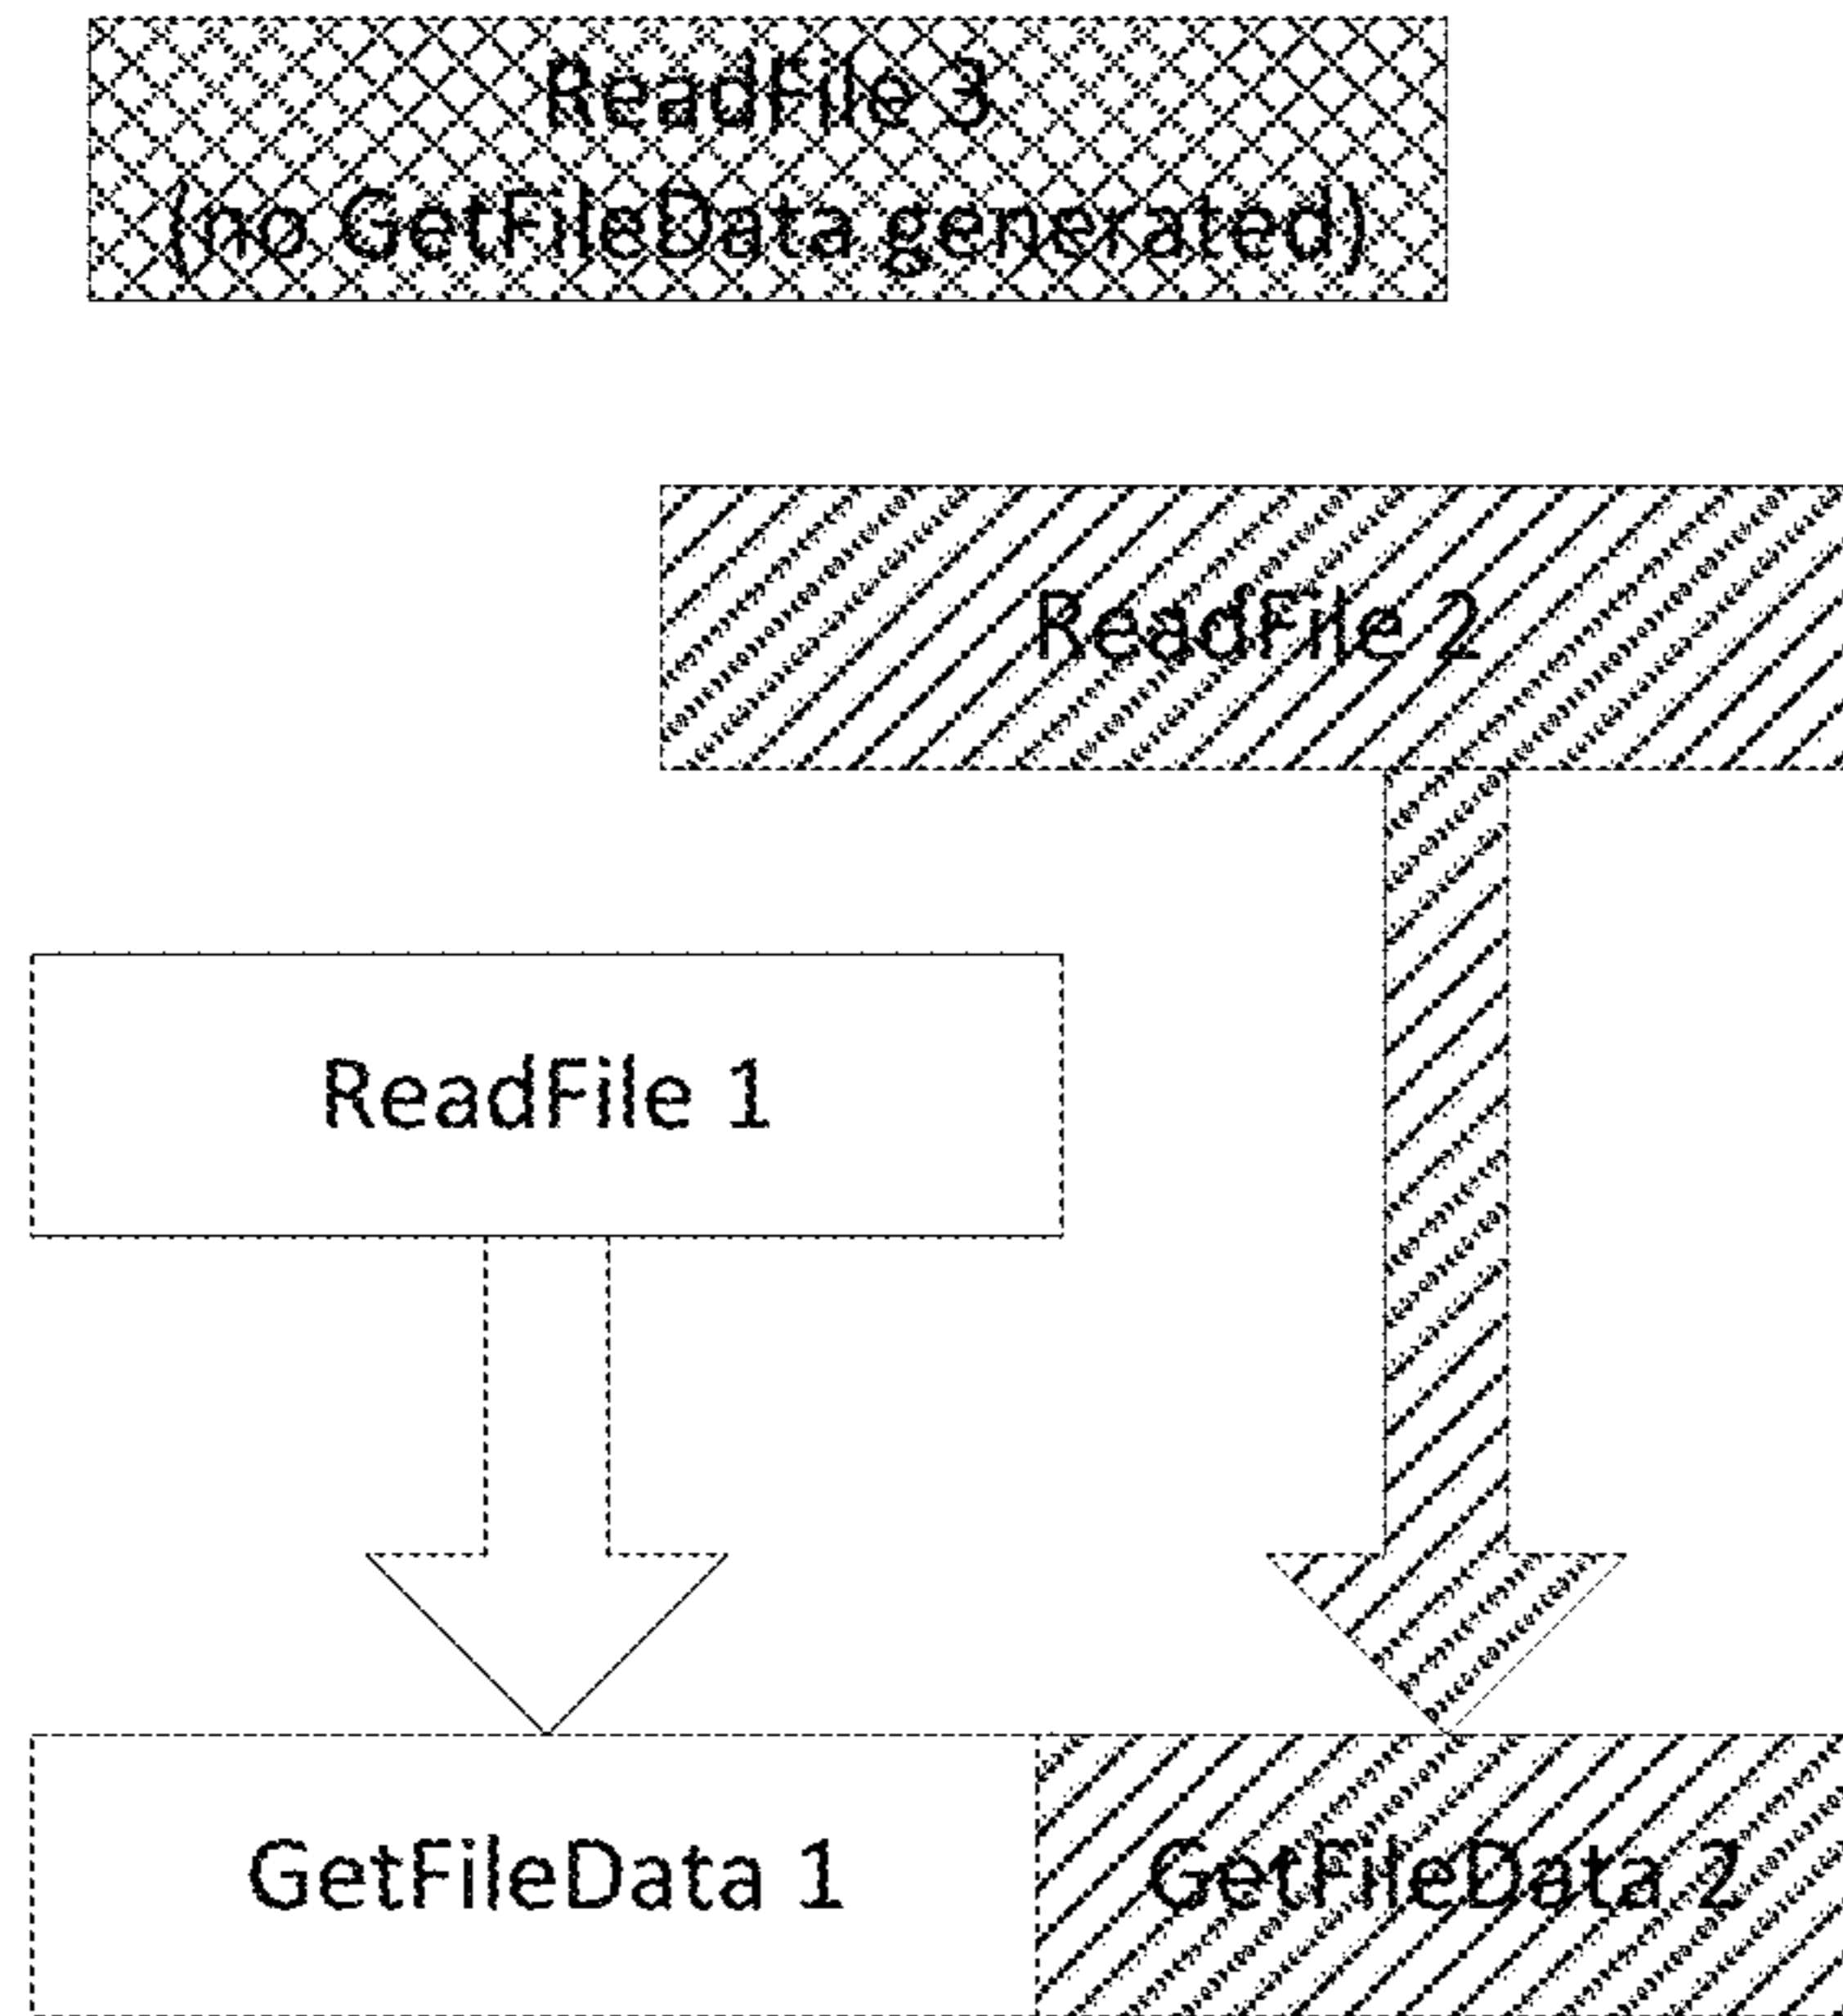 ReadFile 3
(no GetFileData generated)
ReadFile 2
ReadFile 1
GetFileData 1
GetFileData 2